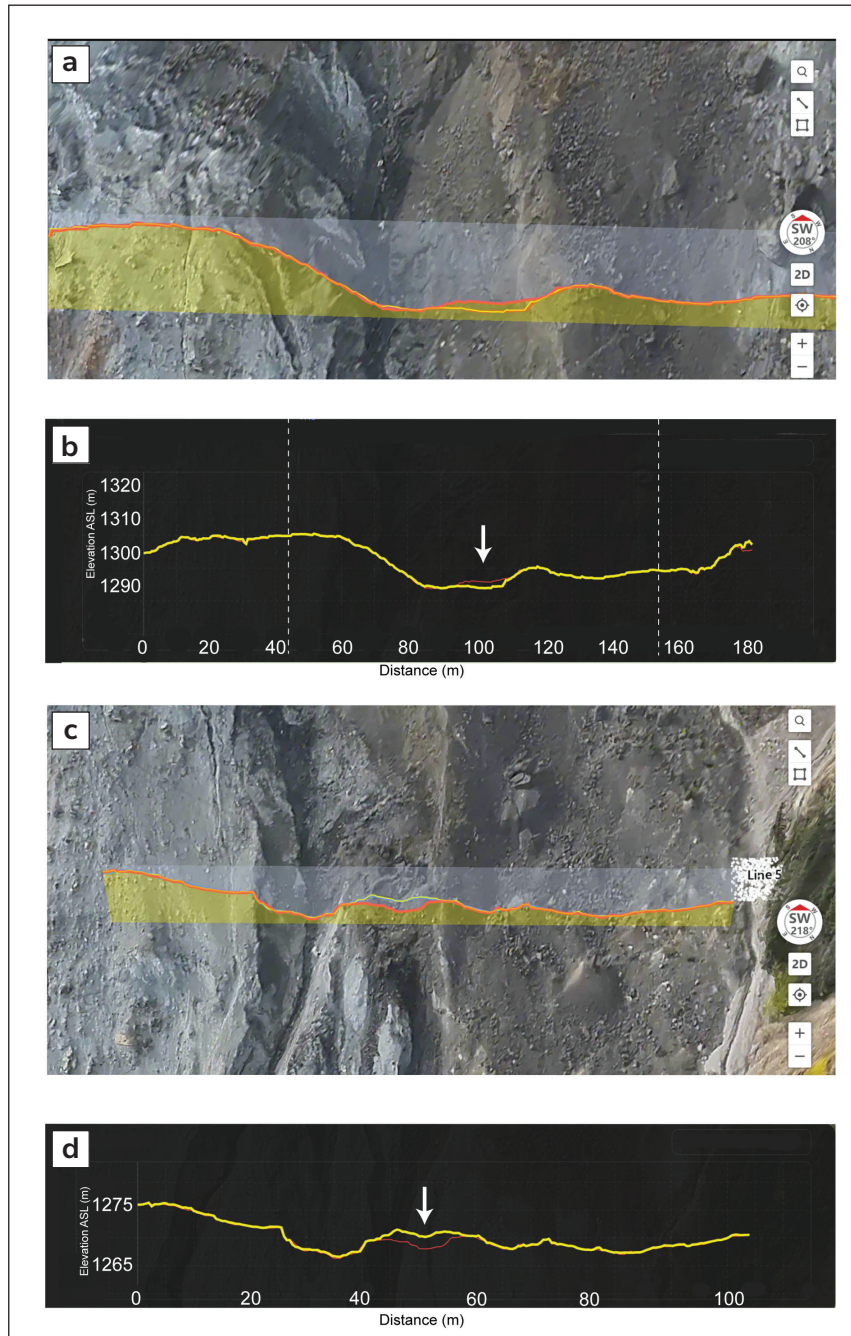 a
S W
SW
208°
E N
2D
+
−
b
1320
1310
1300
1290
Elevation ASL (m)
0 20 40 60 80 100 120 140 160 180
Distance (m)
c
Line 5
S W
SW
218°
E N
2D
+
−
d
1275
1265
Elevation ASL (m)
0 20 40 60 80 100
Distance (m)